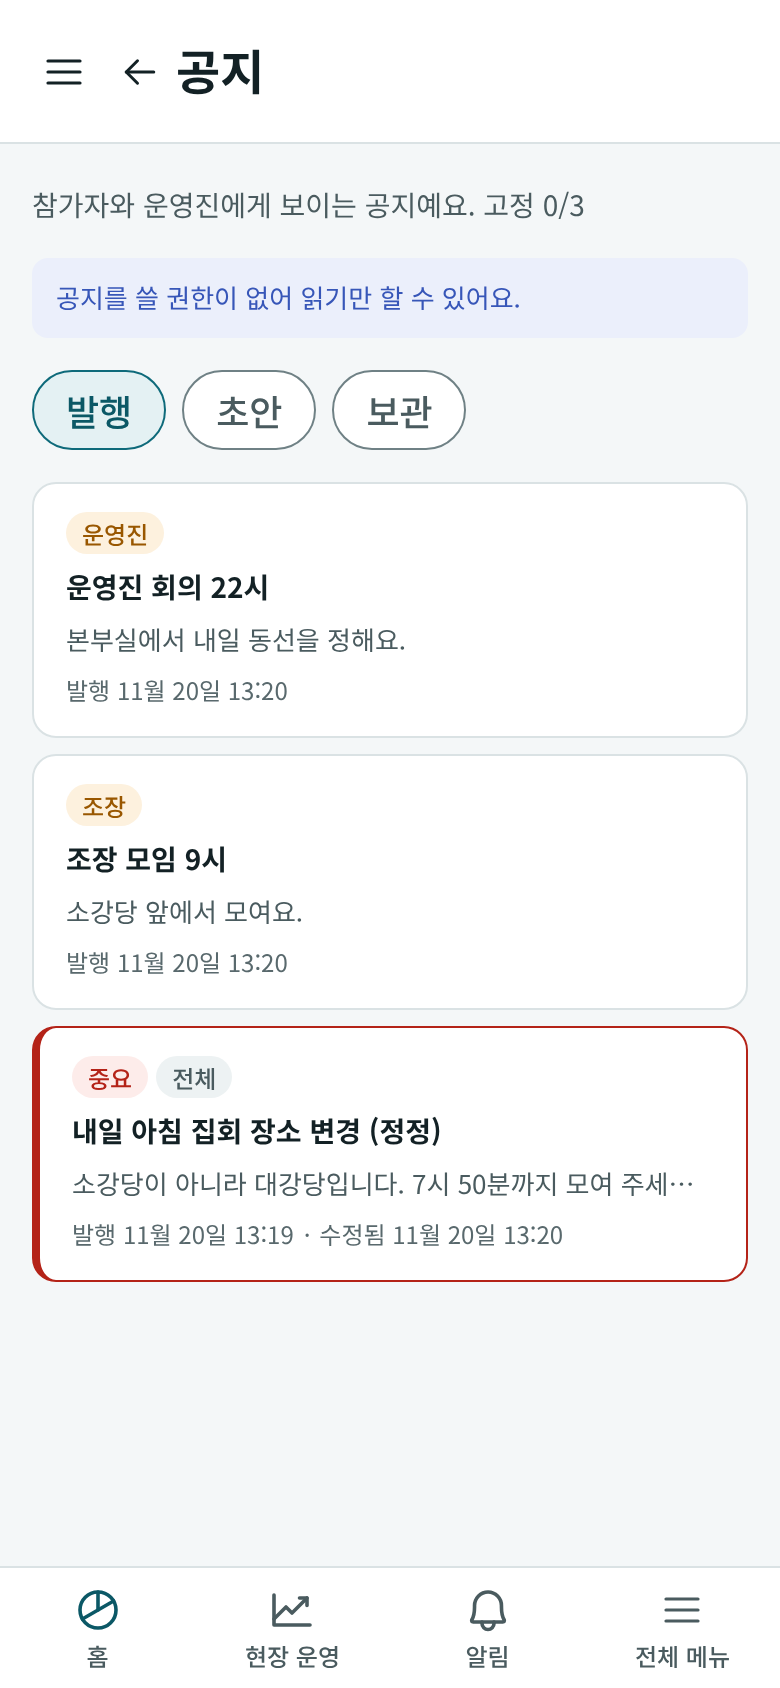 공지
참가자와 운영진에게 보이는 공지예요. 고정 0/3
공지를 쓸 권한이 없어 읽기만 할 수 있어요.
발행 초안 보관
운영진
운영진 회의 22시
본부실에서 내일 동선을 정해요.
발행 11월 20일 13:20
조장
조장 모임 9시
소강당 앞에서 모여요.
발행 11월 20일 13:20
중요 전체
내일 아침 집회 장소 변경 (정정)
소강당이 아니라 대강당입니다. 7시 50분까지 모여 주세…
발행 11월 20일 13:19 · 수정됨 11월 20일 13:20
홈 현장 운영 알림 전체 메뉴